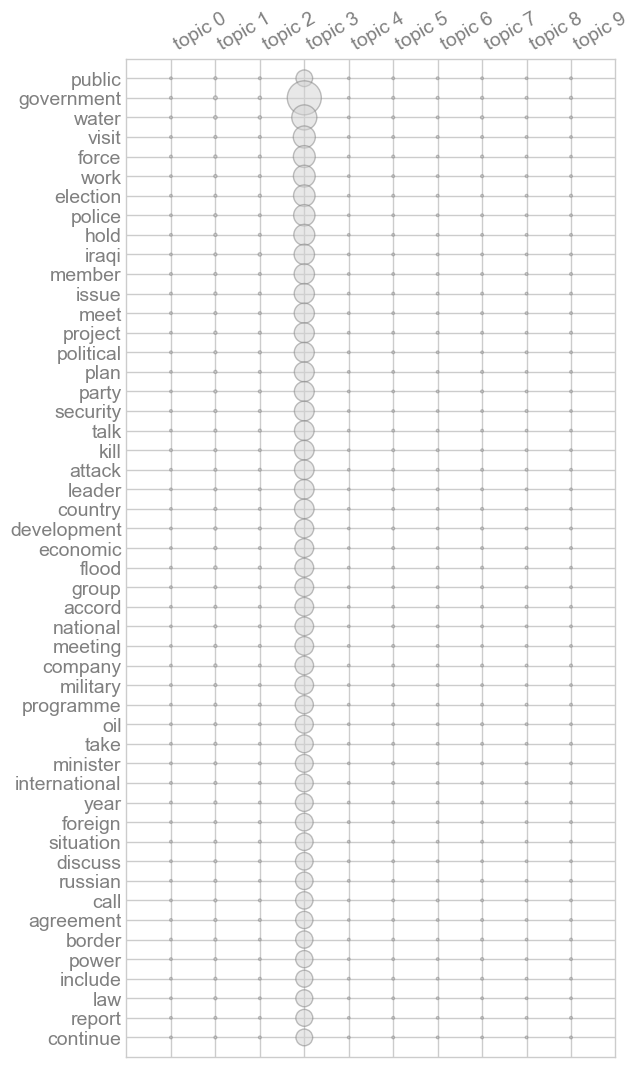 topic 0 topic 1 topic 2 topic 3 topic 4 topic 5 topic 6 topic 7 topic 8 topic 9
public
government
water
visit
force
work
election
police
hold
iraqi
member
issue
meet
project
political
plan
party
security
talk
kill
attack
leader
country
development
economic
flood
group
accord
national
meeting
company
military
programme
oil
take
minister
international
year
foreign
situation
discuss
russian
call
agreement
border
power
include
law
report
continue